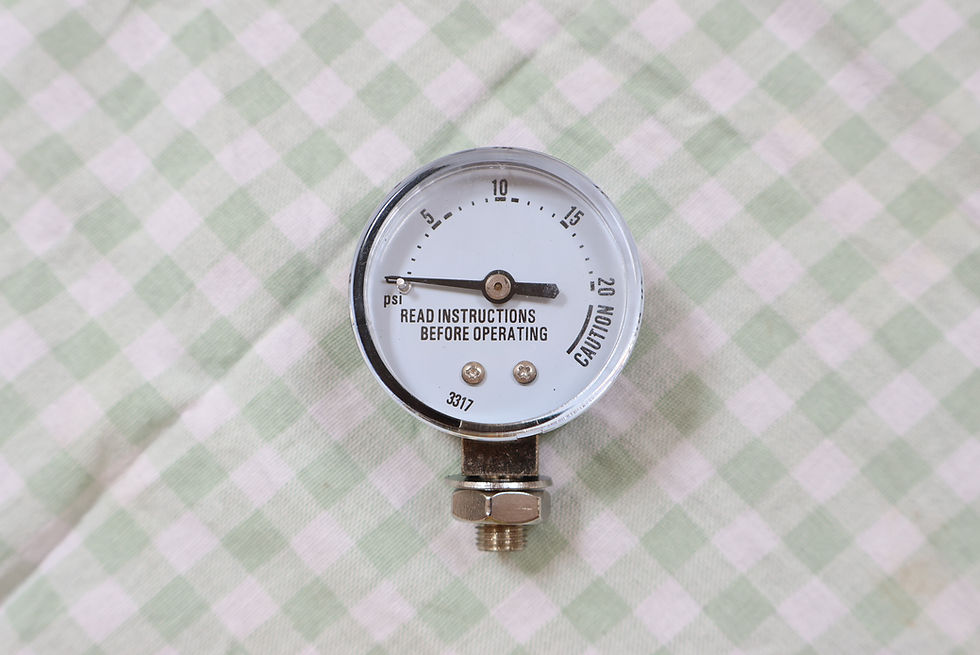 10
5
15
20
psi
READ INSTRUCTIONS
BEFORE OPERATING
CAUTION
3317